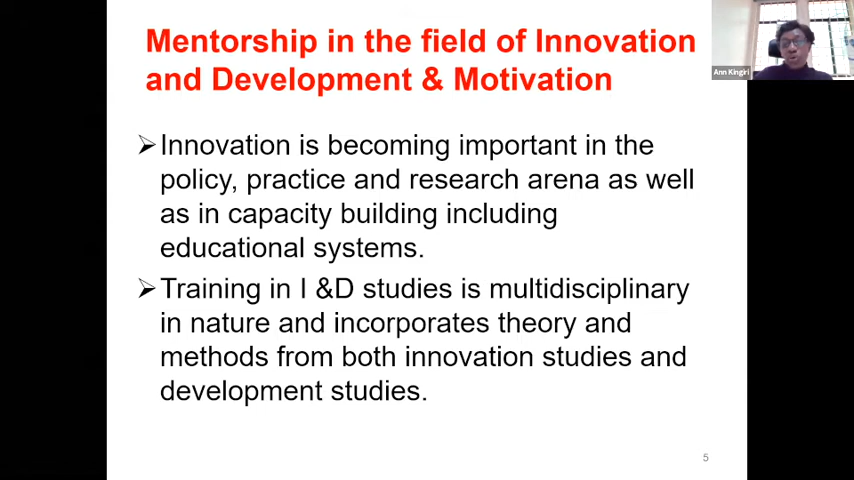 Mentorship in the field of Innovation
and Development & Motivation
Ann Kingiri
➢Innovation is becoming important in the
policy, practice and research arena as well
as in capacity building including
educational systems.
➢Training in I &D studies is multidisciplinary
in nature and incorporates theory and
methods from both innovation studies and
development studies.
5